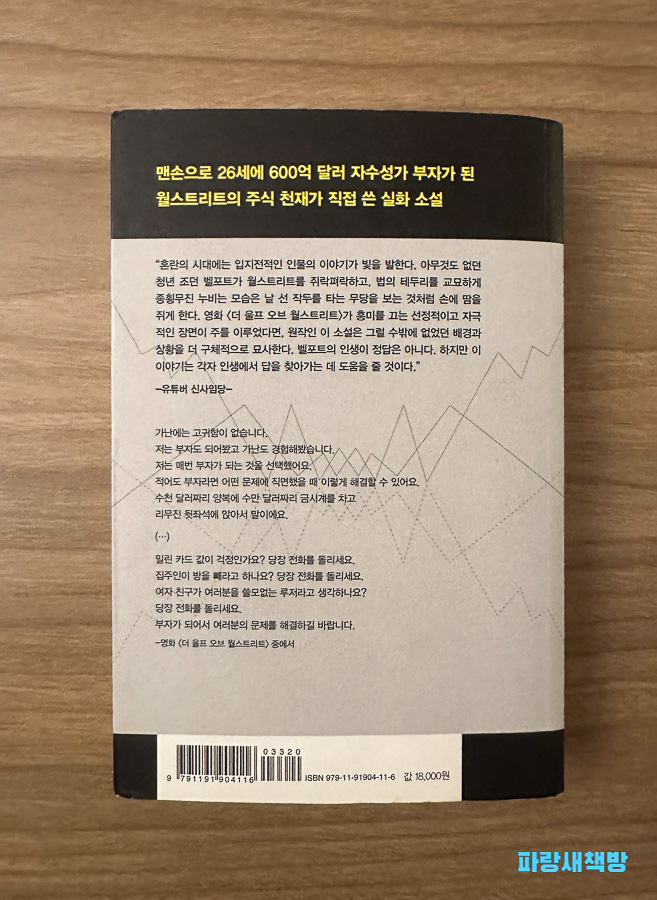 맨손으로 26세에 600억 달러 자수성가 부자가 된
월스트리트의 주식 천재가 직접 쓴 실화 소설
“혼란의 시대에는 입지전적인 인물의 이야기가 빛을 발한다. 아무것도 없던
청년 조던 벨포트가 월스트리트를 쥐락펴락하고, 법의 테두리를 교묘하게
종횡무진 누비는 모습은 날 선 작두를 타는 무당을 보는 것처럼 손에 땀을
쥐게 한다. 영화 〈더 울프 오브 월스트리트〉가 흥미를 끄는 선정적이고 자극
적인 장면이 주를 이루었다면, 원작인 이 소설은 그럴 수밖에 없었던 배경과
상황을 더 구체적으로 묘사한다. 벨포트의 인생이 정답은 아니다. 하지만 이
이야기는 각자 인생에서 답을 찾아가는 데 도움을 줄 것이다.”
–유튜버 신사임당–
가난에는 고귀함이 없습니다.
저는 부자도 되어봤고 가난도 경험해봤습니다.
저는 매번 부자가 되는 것을 선택했어요.
적어도 부자라면 어떤 문제에 직면했을 때 이렇게 해결할 수 있어요.
수천 달러짜리 양복에 수만 달러짜리 금시계를 차고
리무진 뒷좌석에 앉아서 말이에요.
(…)
밀린 카드 값이 걱정인가요? 당장 전화를 돌리세요.
집주인이 방을 빼라고 하나요? 당장 전화를 돌리세요.
여자 친구가 여러분을 쓸모없는 루저라고 생각하나요?
당장 전화를 돌리세요.
부자가 되어서 여러분의 문제를 해결하길 바랍니다.
–영화 〈더 울프 오브 월스트리트〉 중에서
03320
9 791191 904116
ISBN 979-11-91904-11-6 값 18,000원
파랑새책방